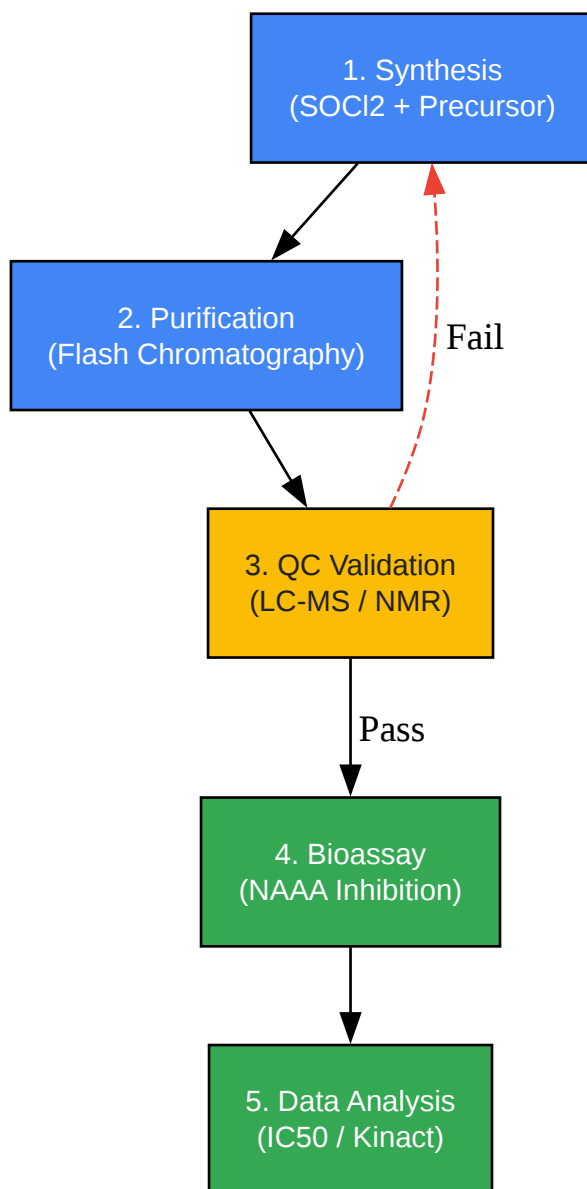 1. Synthesis
(SOCl2 + Precursor)
2. Purification
(Flash Chromatography)
Fail
3. QC Validation
(LC-MS / NMR)
Pass
4. Bioassay
(NAAA Inhibition)
5. Data Analysis
(IC50 / Kinact)